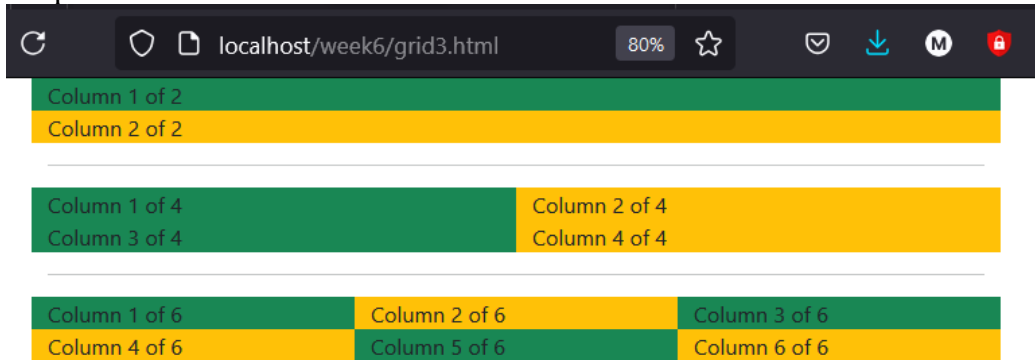 localhost/week6/grid3.html 80% M
Column 1 of 2
Column 2 of 2
Column 1 of 4 Column 2 of 4
Column 3 of 4 Column 4 of 4
Column 1 of 6 Column 2 of 6 Column 3 of 6
Column 4 of 6 Column 5 of 6 Column 6 of 6